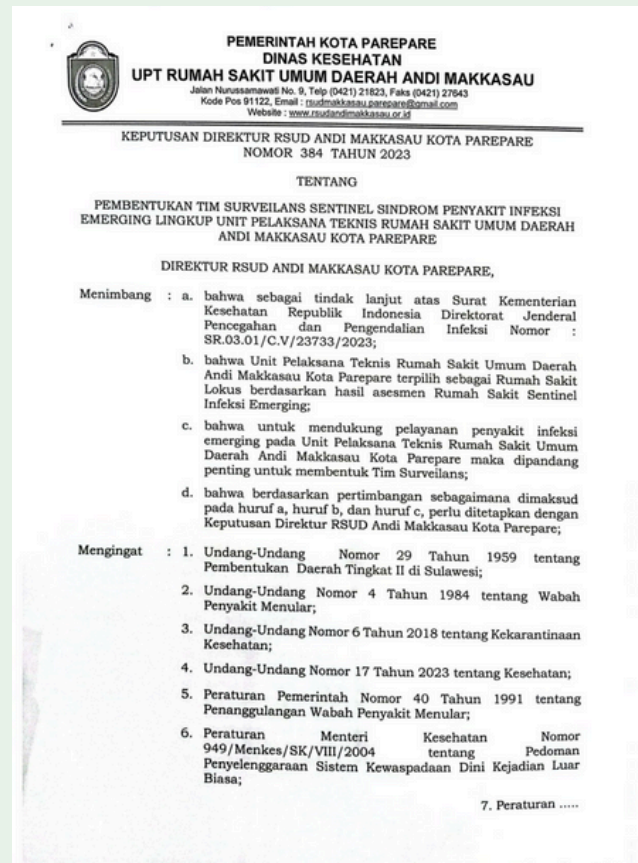 PEMERINTAH KOTA PAREPARE
DINAS KESEHATAN
UPT RUMAH SAKIT UMUM DAERAH ANDI MAKKASAU
Jalan Nurussamawati No. 9, Telp (0421) 21823, Faks (0421) 27643
Kode Pos 91122, Email : rsudmakkasau.parepare@gmail.com
Website : www.rsudandimakkasau.or.id
KEPUTUSAN DIREKTUR RSUD ANDI MAKKASAU KOTA PAREPARE
NOMOR 384 TAHUN 2023
TENTANG
PEMBENTUKAN TIM SURVEILANS SENTINEL SINDROM PENYAKIT INFEKSI
EMERGING LINGKUP UNIT PELAKSANA TEKNIS RUMAH SAKIT UMUM DAERAH
ANDI MAKKASAU KOTA PAREPARE
DIREKTUR RSUD ANDI MAKKASAU KOTA PAREPARE,
Menimbang : a. bahwa sebagai tindak lanjut atas Surat Kementerian
Kesehatan Republik Indonesia Direktorat Jenderal
Pencegahan dan Pengendalian Infeksi Nomor :
SR.03.01/C.V/23733/2023;
b. bahwa Unit Pelaksana Teknis Rumah Sakit Umum Daerah
Andi Makkasau Kota Parepare terpilih sebagai Rumah Sakit
Lokus berdasarkan hasil asesmen Rumah Sakit Sentinel
Infeksi Emerging;
c. bahwa untuk mendukung pelayanan penyakit infeksi
emerging pada Unit Pelaksana Teknis Rumah Sakit Umum
Daerah Andi Makkasau Kota Parepare maka dipandang
penting untuk membentuk Tim Surveilans;
d. bahwa berdasarkan pertimbangan sebagaimana dimaksud
pada huruf a, huruf b, dan huruf c, perlu ditetapkan dengan
Keputusan Direktur RSUD Andi Makkasau Kota Parepare;
Mengingat : 1. Undang-Undang Nomor 29 Tahun 1959 tentang
Pembentukan Daerah Tingkat II di Sulawesi;
2. Undang-Undang Nomor 4 Tahun 1984 tentang Wabah
Penyakit Menular;
3. Undang-Undang Nomor 6 Tahun 2018 tentang Kekarantinaan
Kesehatan;
4. Undang-Undang Nomor 17 Tahun 2023 tentang Kesehatan;
5. Peraturan Pemerintah Nomor 40 Tahun 1991 tentang
Penanggulangan Wabah Penyakit Menular;
6. Peraturan Menteri Kesehatan Nomor
949/Menkes/SK/VIII/2004 tentang Pedoman
Penyelenggaraan Sistem Kewaspadaan Dini Kejadian Luar
Biasa;
7. Peraturan .....